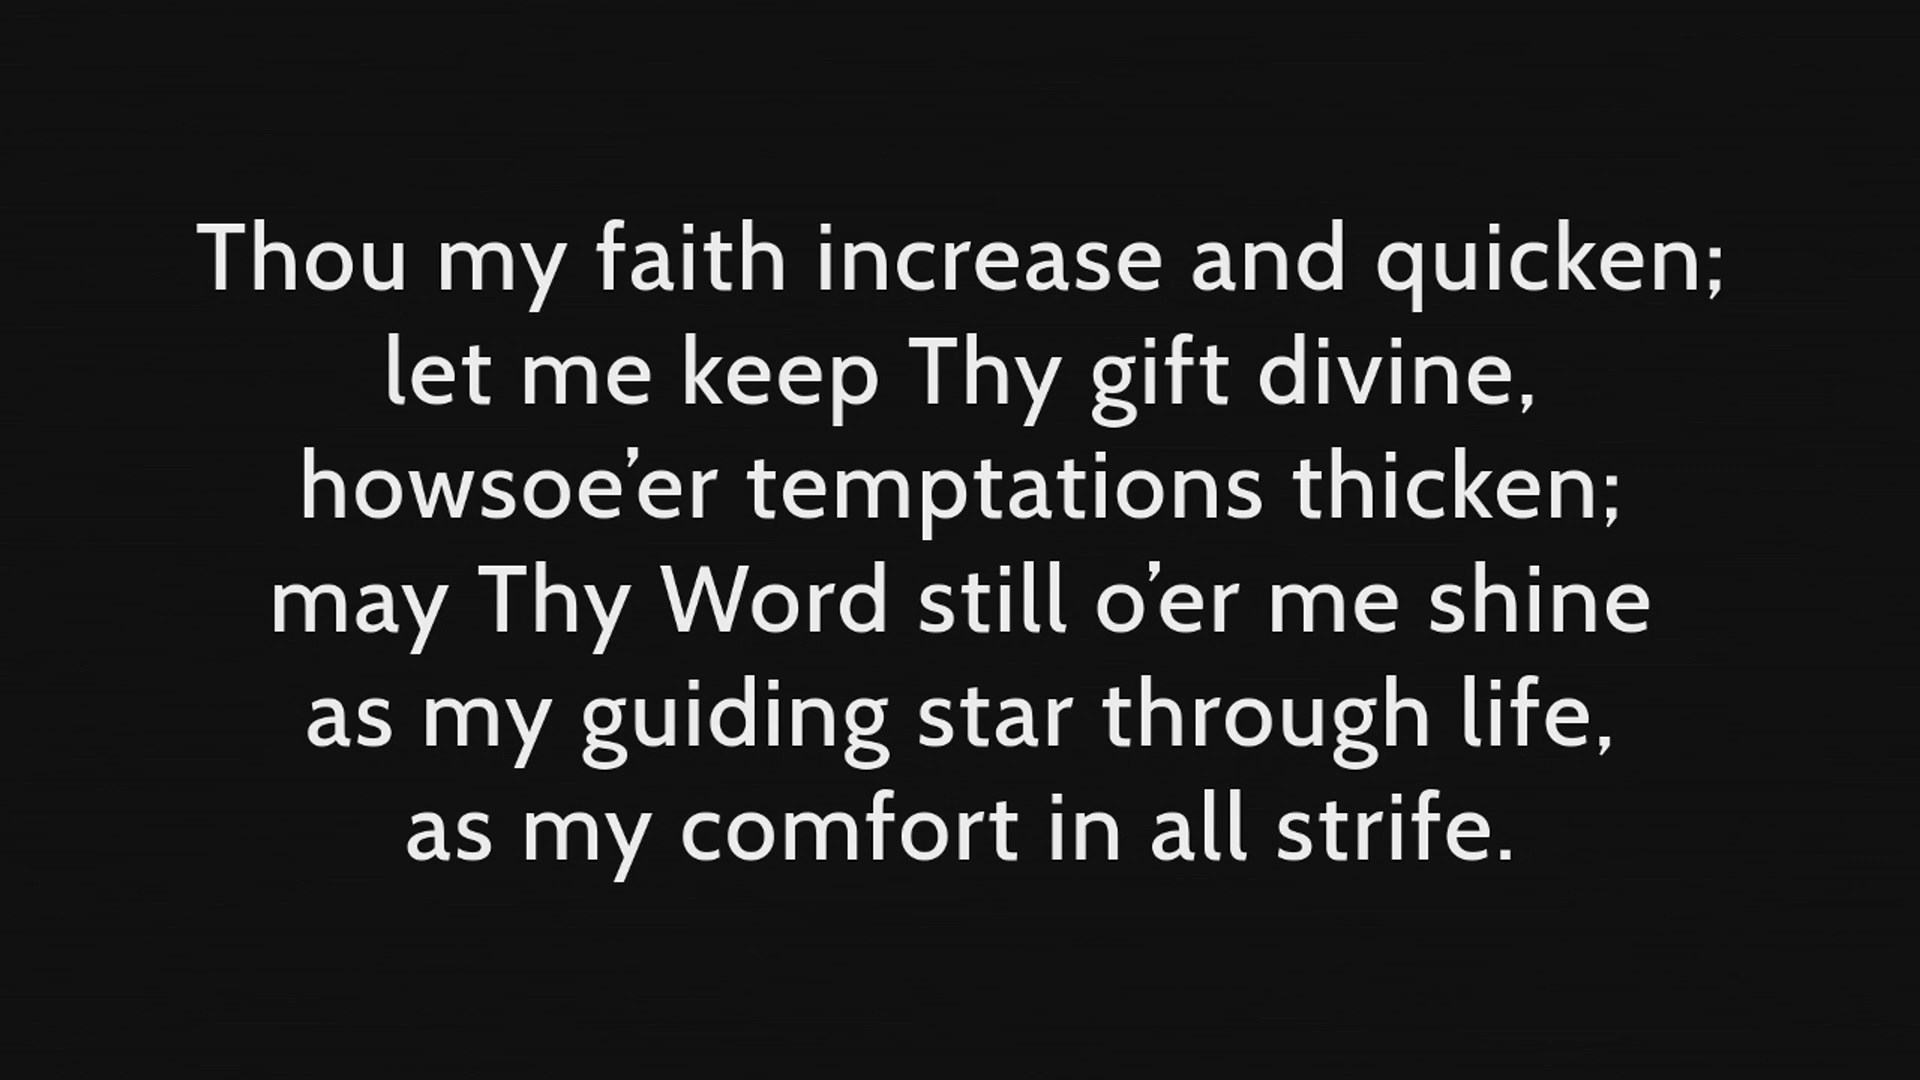 Thou my faith increase and quicken;
let me keep Thy gift divine,
howsoe’er temptations thicken;
may Thy Word still o’er me shine
as my guiding star through life,
as my comfort in all strife.